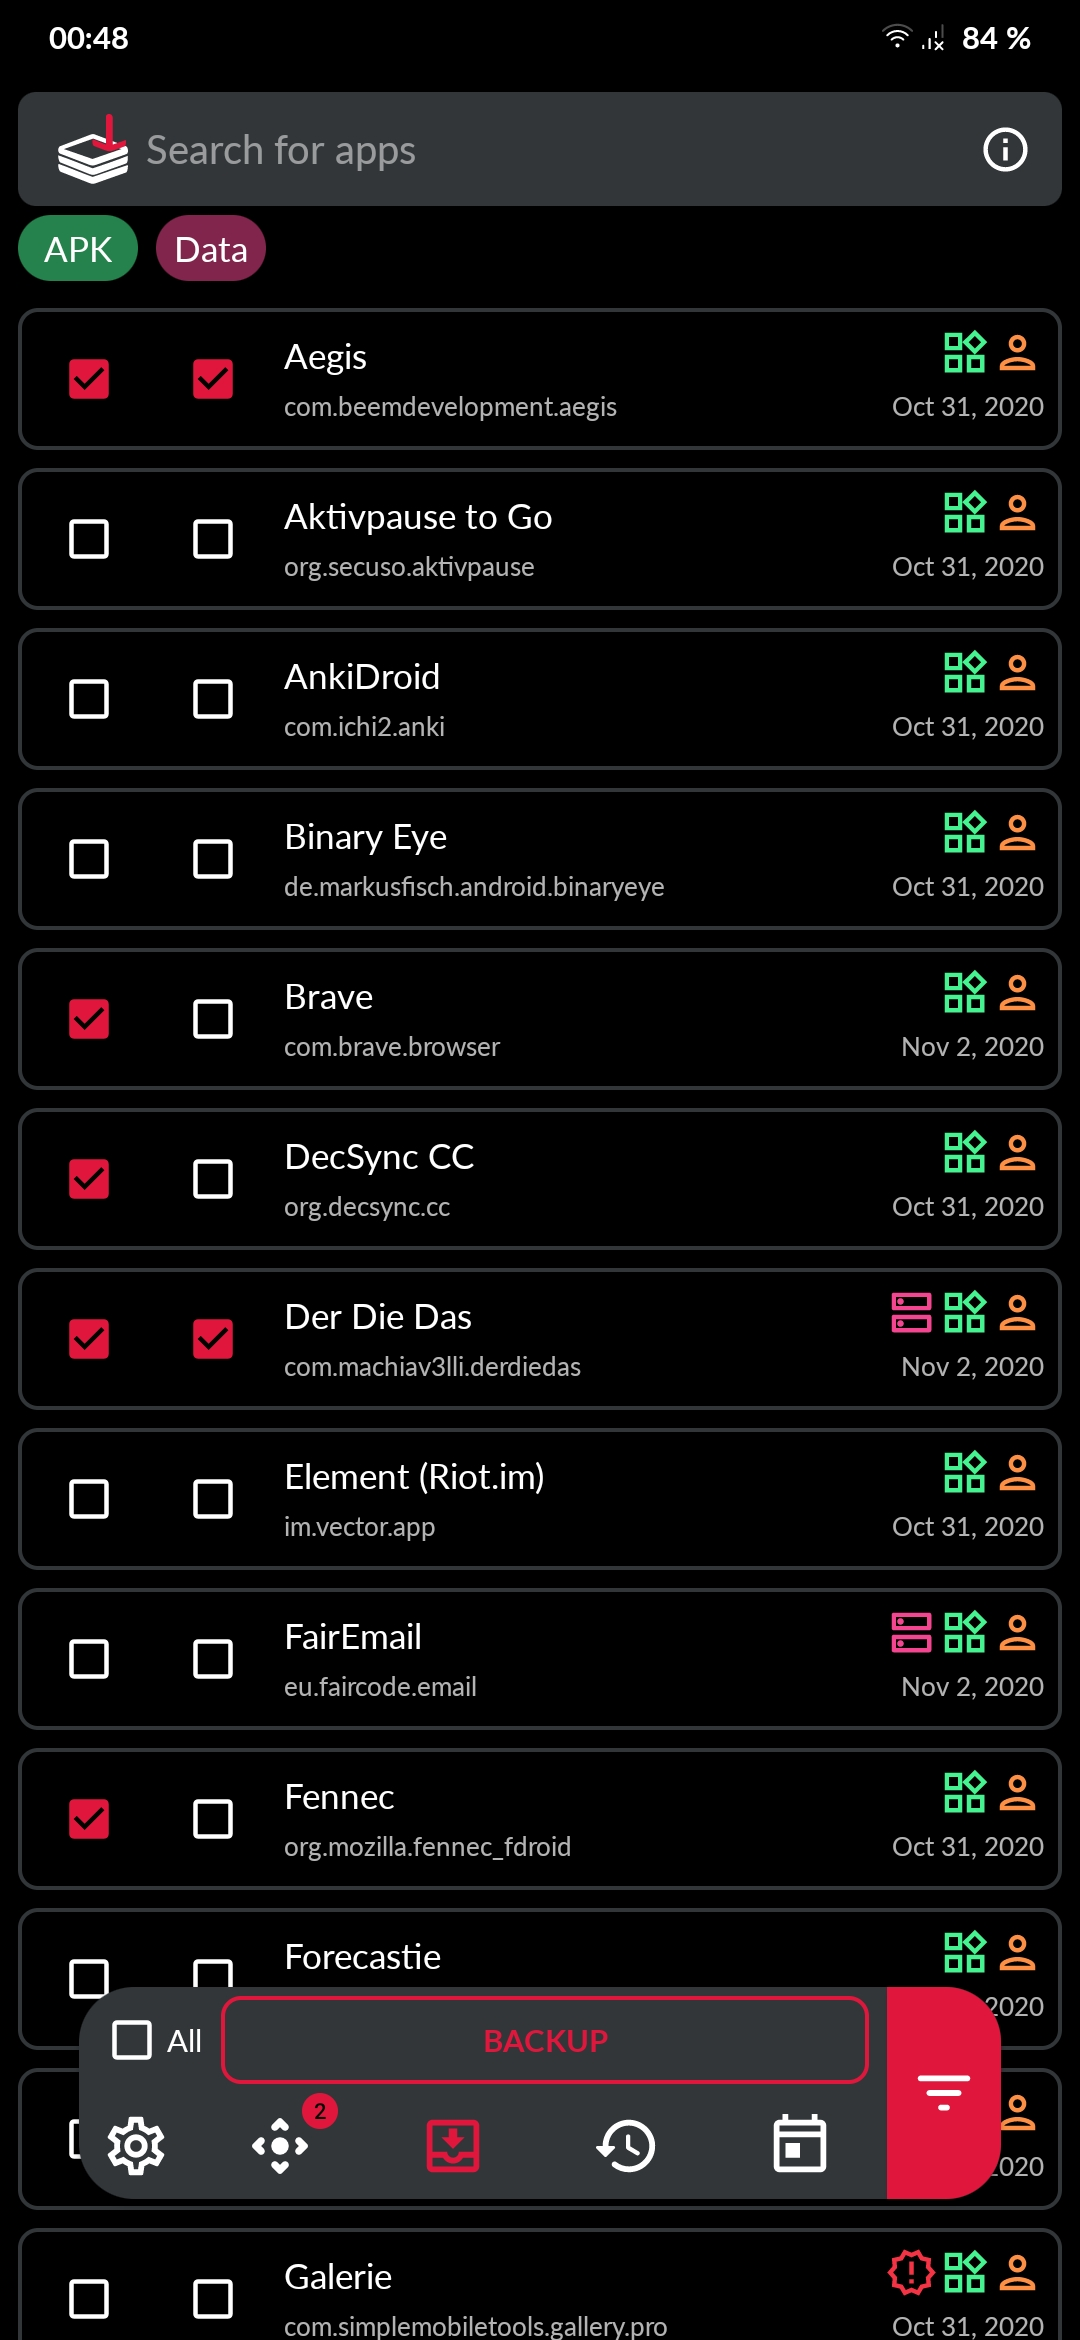 00:48 84 %
Search for apps
APK Data
Aegis
com.beemdevelopment.aegis Oct 31, 2020
Aktivpause to Go
org.secuso.aktivpause Oct 31, 2020
AnkiDroid
com.ichi2.anki Oct 31, 2020
Binary Eye
de.markusfisch.android.binaryeye Oct 31, 2020
Brave
com.brave.browser Nov 2, 2020
DecSync CC
org.decsync.cc Oct 31, 2020
Der Die Das
com.machiav3lli.derdiedas Nov 2, 2020
Element (Riot.im)
im.vector.app Oct 31, 2020
FairEmail
eu.faircode.email Nov 2, 2020
Fennec
org.mozilla.fennec_fdroid Oct 31, 2020
Forecastie
2020
All BACKUP
2
Galerie
com.simplemobiletools.gallery.pro Oct 31, 2020